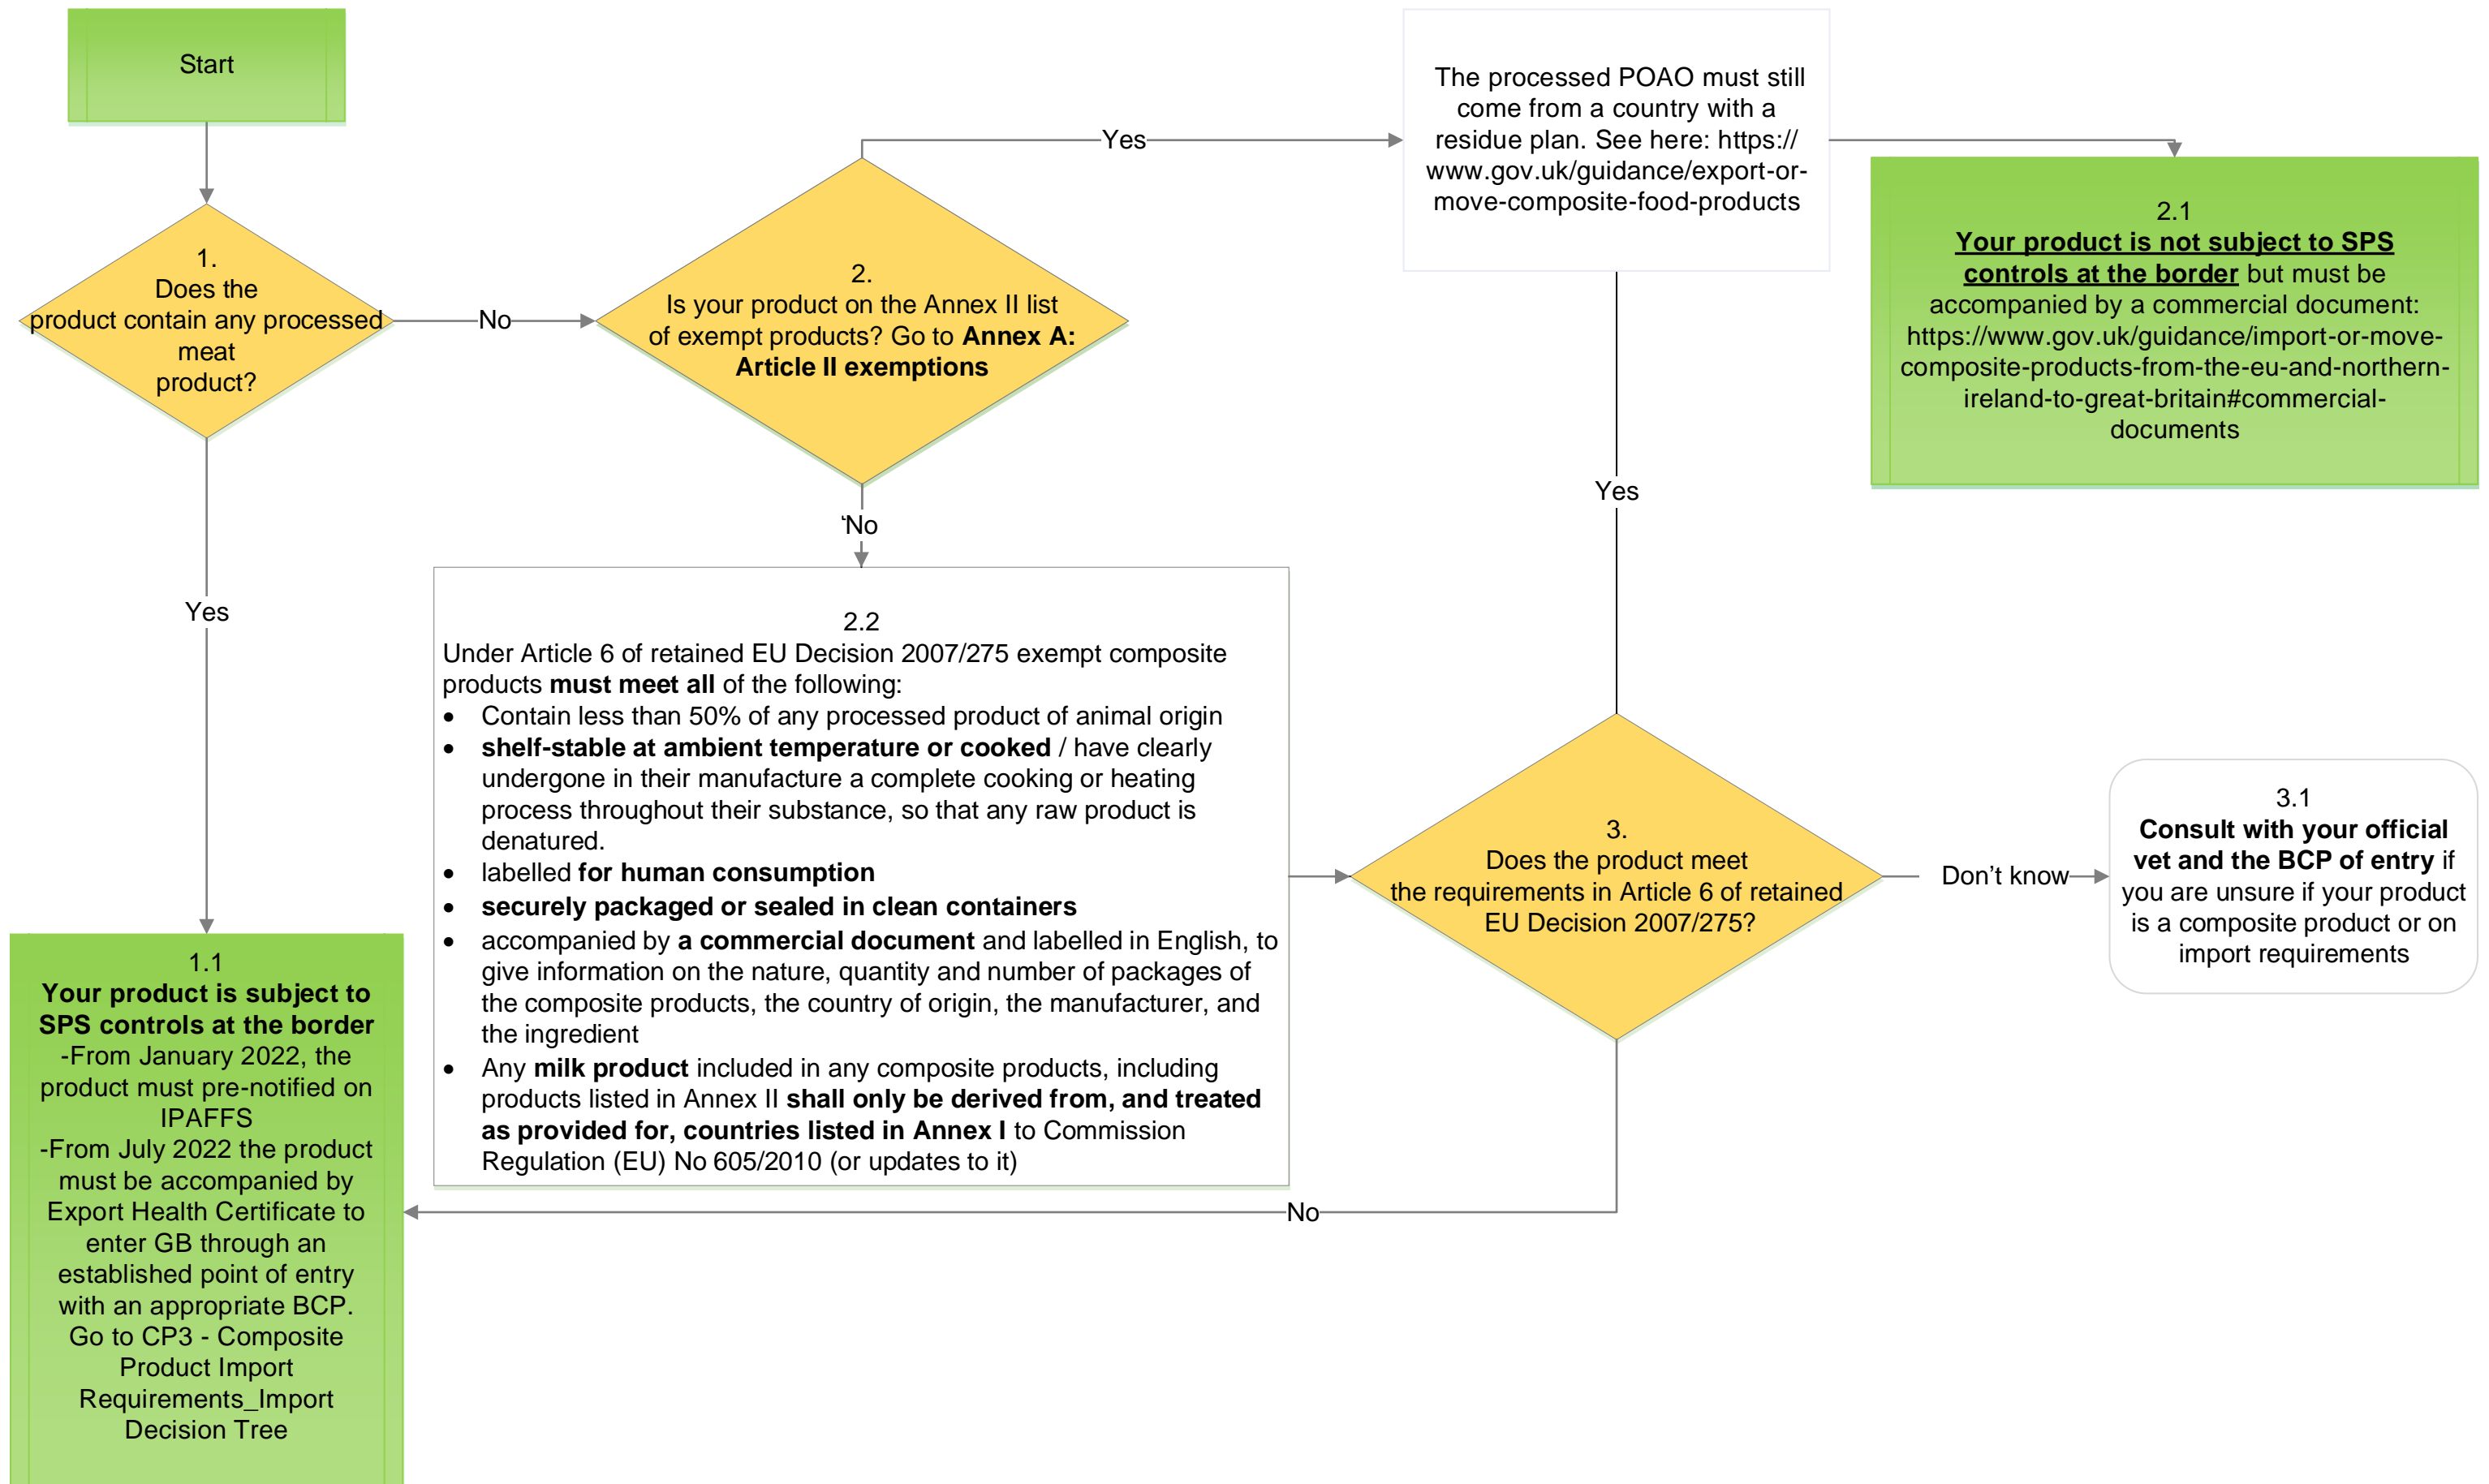 Start
1.
Does the
product contain any processed
meat
product?
No
Yes
2.
Is your product on the Annex II list
of exempt products? Go to Annex A:
Article II exemptions
Yes
‘No
The processed POAO must still
come from a country with a
residue plan. See here: https://
www.gov.uk/guidance/export-or-
move-composite-food-products
2.1
Your product is not subject to SPS
controls at the border but must be
accompanied by a commercial document:
https://www.gov.uk/guidance/import-or-move-
composite-products-from-the-eu-and-northern-
ireland-to-great-britain#commercial-
documents
2.2
Under Article 6 of retained EU Decision 2007/275 exempt composite
products must meet all of the following:
• Contain less than 50% of any processed product of animal origin
• shelf-stable at ambient temperature or cooked / have clearly
undergone in their manufacture a complete cooking or heating
process throughout their substance, so that any raw product is
denatured.
• labelled for human consumption
• securely packaged or sealed in clean containers
• accompanied by a commercial document and labelled in English, to
give information on the nature, quantity and number of packages of
the composite products, the country of origin, the manufacturer, and
the ingredient
• Any milk product included in any composite products, including
products listed in Annex II shall only be derived from, and treated
as provided for, countries listed in Annex I to Commission
Regulation (EU) No 605/2010 (or updates to it)
Yes
3.
Does the product meet
the requirements in Article 6 of retained
EU Decision 2007/275?
Don’t know
3.1
Consult with your official
vet and the BCP of entry if
you are unsure if your product
is a composite product or on
import requirements
No
1.1
Your product is subject to
SPS controls at the border
-From January 2022, the
product must pre-notified on
IPAFFS
-From July 2022 the product
must be accompanied by
Export Health Certificate to
enter GB through an
established point of entry
with an appropriate BCP.
Go to CP3 - Composite
Product Import
Requirements_Import
Decision Tree